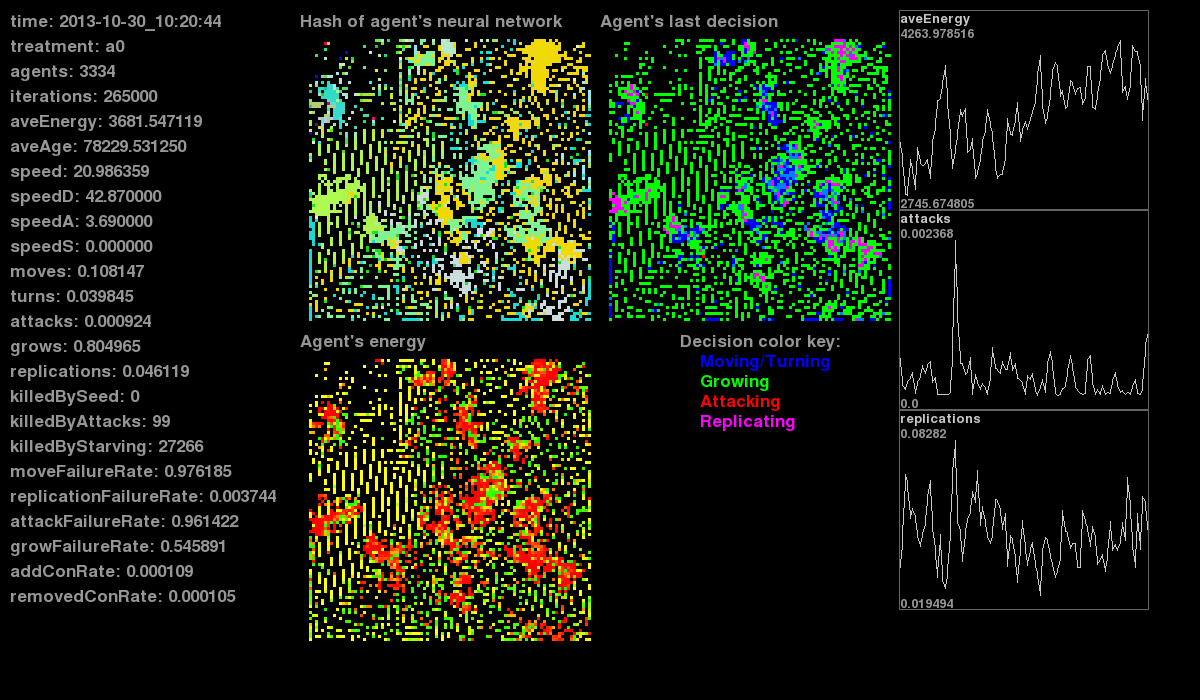 time: 2013-10-30_10:20:44
treatment: a0
agents: 3334
iterations: 265000
aveEnergy: 3681.547119
aveAge: 78229.531250
speed: 20.986359
speedD: 42.870000
speedA: 3.690000
speedS: 0.000000
moves: 0.108147
turns: 0.039845
attacks: 0.000924
grows: 0.804965
replications: 0.046119
killedBySeed: 0
killedByAttacks: 99
killedByStarving: 27266
moveFailureRate: 0.976185
replicationFailureRate: 0.003744
attackFailureRate: 0.961422
growFailureRate: 0.545891
addConRate: 0.000109
removedConRate: 0.000105
Hash of agent's neural network
Agent's last decision
Agent's energy
Decision color key:
Moving/Turning
Growing
Attacking
Replicating
aveEnergy
4263.978516
2745.674805
attacks
0.002368
0.0
replications
0.08282
0.019494